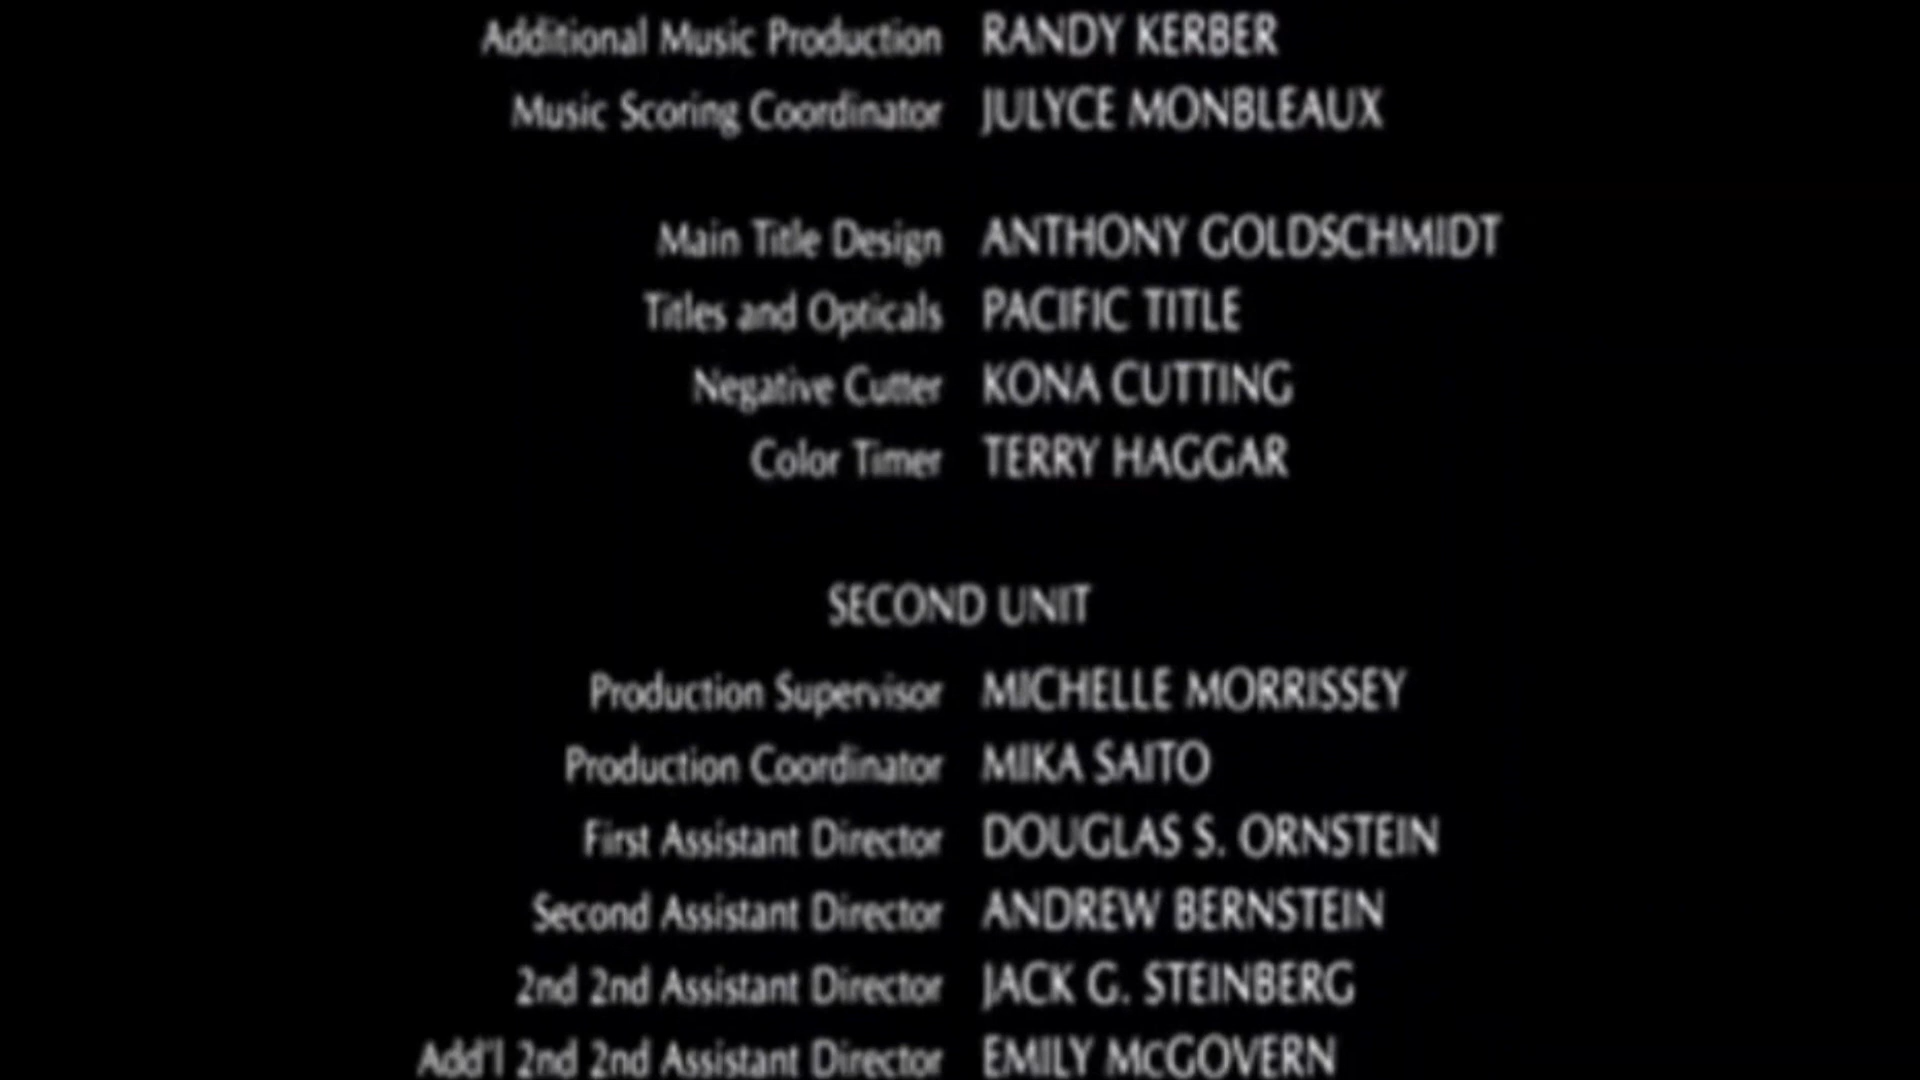 Additional Music Production RANDY KERBER
Music Scoring Coordinator JULYCE MONBLEAUX
Main Title Design ANTHONY GOLDSCHMIDT
Titles and Opticals PACIFIC TITLE
Negative Cutter KONA CUTTING
Color Timer TERRY HAGGAR
SECOND UNIT
Production Supervisor MICHELLE MORRISSEY
Production Coordinator MIKA SAITO
First Assistant Director DOUGLAS S. ORNSTEIN
Second Assistant Director ANDREW BERNSTEIN
2nd 2nd Assistant Director JACK G. STEINBERG
Add'l 2nd 2nd Assistant Director EMILY McGOVERN